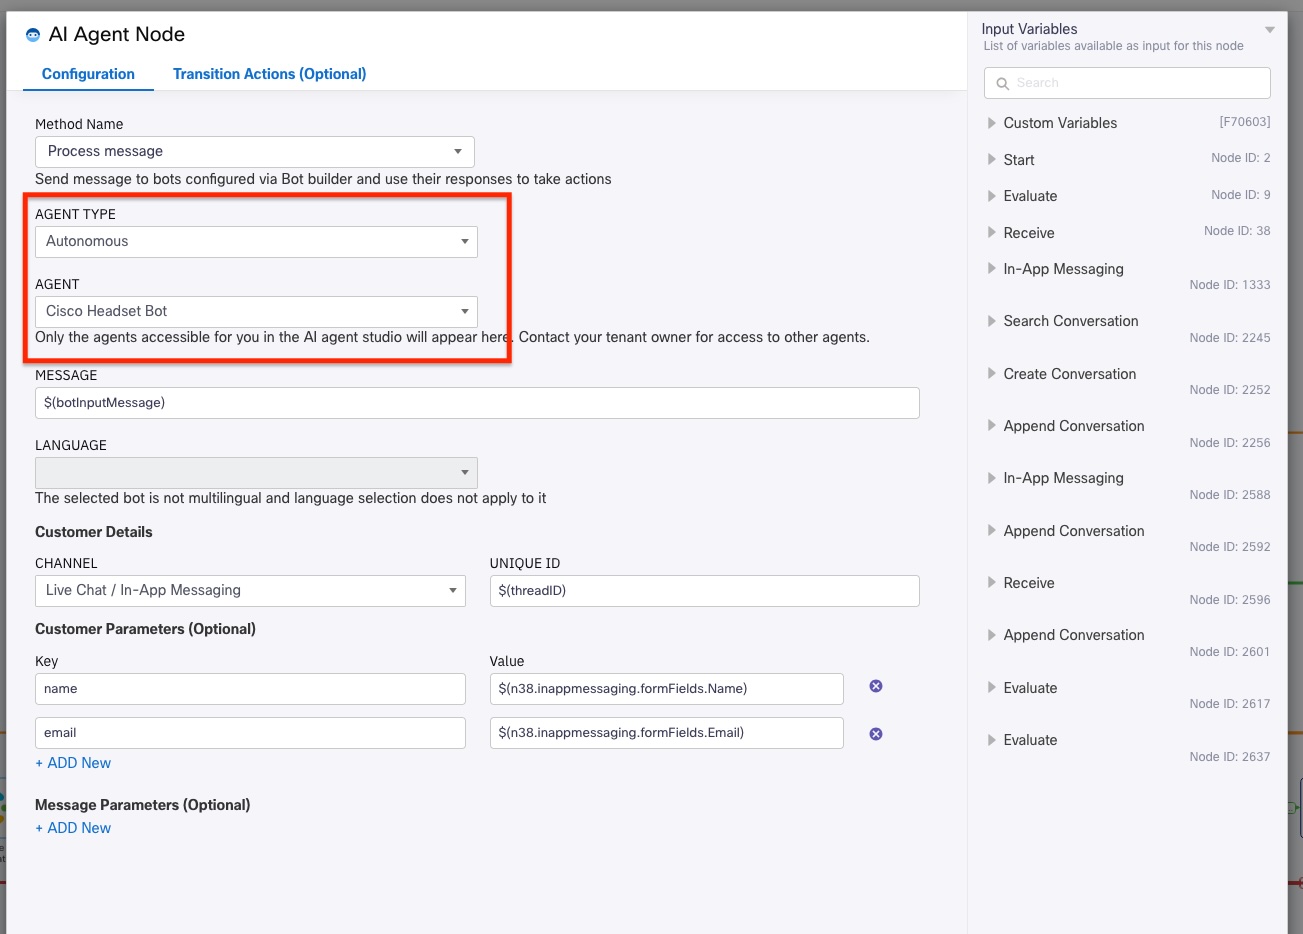 AI Agent Node
Configuration
Transition Actions (Optional)
Method Name
Process message
Send message to bots configured via Bot builder and use their responses to take actions
AGENT TYPE
Autonomous
AGENT
Cisco Headset Bot
Only the agents accessible for you in the AI agent studio will appear here. Contact your tenant owner for access to other agents.
MESSAGE
$(botInputMessage)
LANGUAGE
The selected bot is not multilingual and language selection does not apply to it
Customer Details
CHANNEL
UNIQUE ID
Live Chat / In-App Messaging
$(threadID)
Customer Parameters (Optional)
Key
Value
name
$(n38.inappmessaging.formFields.Name)
email
$(n38.inappmessaging.formFields.Email)
+ ADD New
Message Parameters (Optional)
+ ADD New
Input Variables
List of variables available as input for this node
Search
Custom Variables [F70603]
Start Node ID: 2
Evaluate Node ID: 9
Receive Node ID: 38
In-App Messaging
Node ID: 1333
Search Conversation
Node ID: 2245
Create Conversation
Node ID: 2252
Append Conversation
Node ID: 2256
In-App Messaging
Node ID: 2588
Append Conversation
Node ID: 2592
Receive
Node ID: 2596
Append Conversation
Node ID: 2601
Evaluate
Node ID: 2617
Evaluate
Node ID: 2637